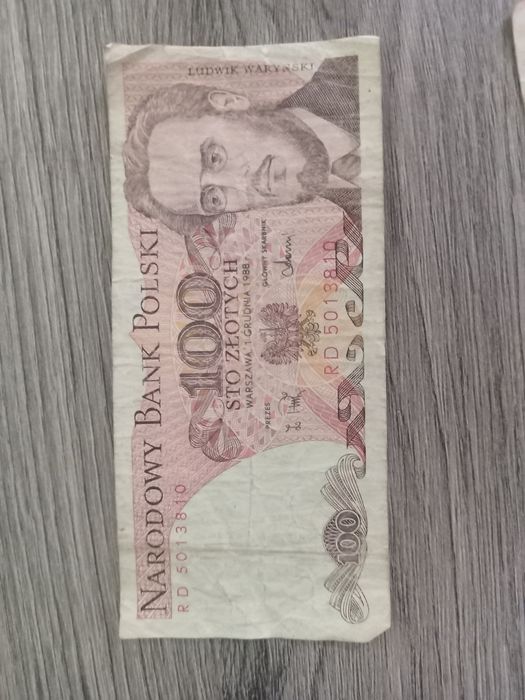 NARODOWY BANK POLSKI
RD 5013810
LUDWIK WARYŃSKI
100
STO ZŁOTYCH
WARSZAWA 1 GRUDNIA 1988 r.
PREZES
GŁÓWNY SKARBNIK
RD 5013810
100